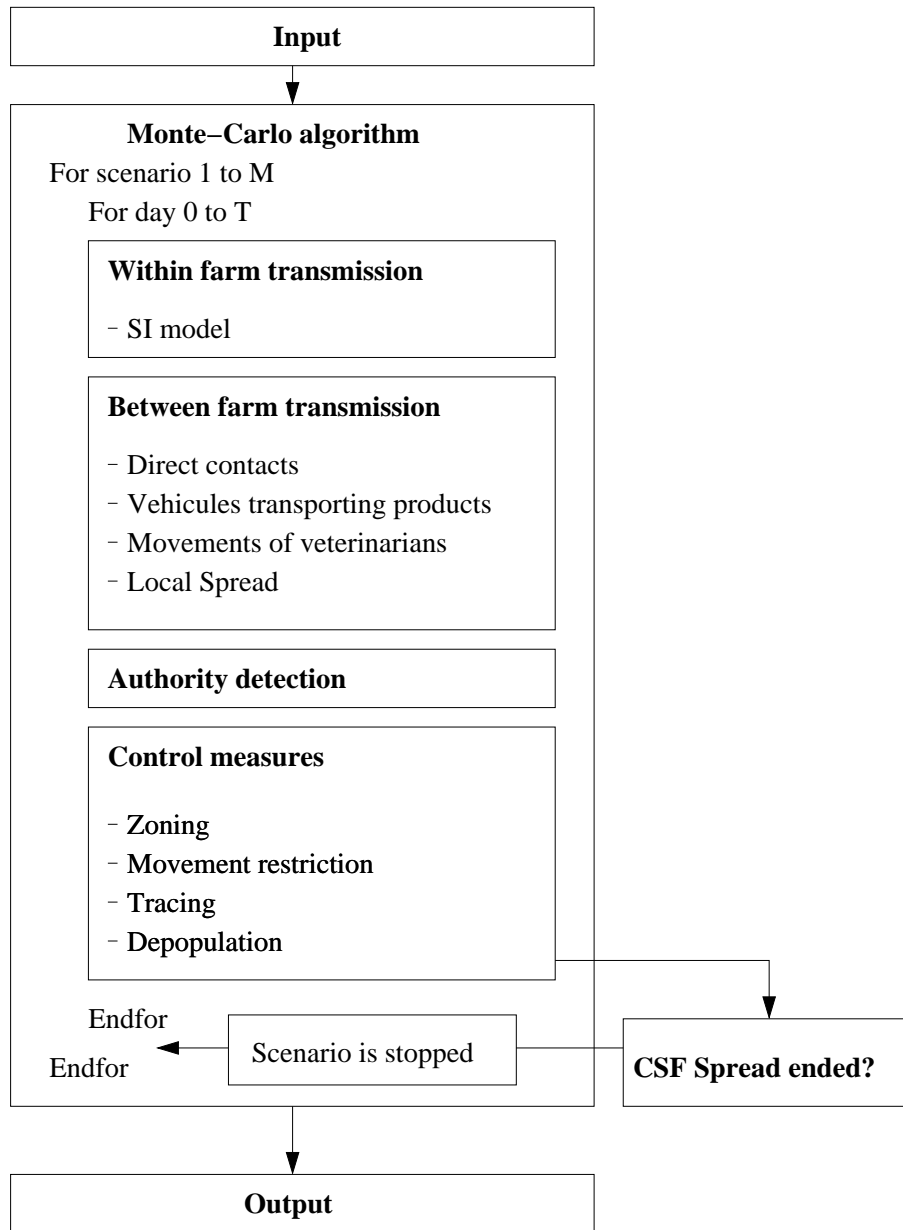 Input
Monte−Carlo algorithm
For scenario 1 to M
For day 0 to T
Within farm transmission
- SI model
Between farm transmission
- Direct contacts
- Vehicules transporting products
- Movements of veterinarians
- Local Spread
Authority detection
Control measures
- Zoning
- Movement restriction
- Tracing
- Depopulation
Endfor
Scenario is stopped
CSF Spread ended?
Endfor
Output